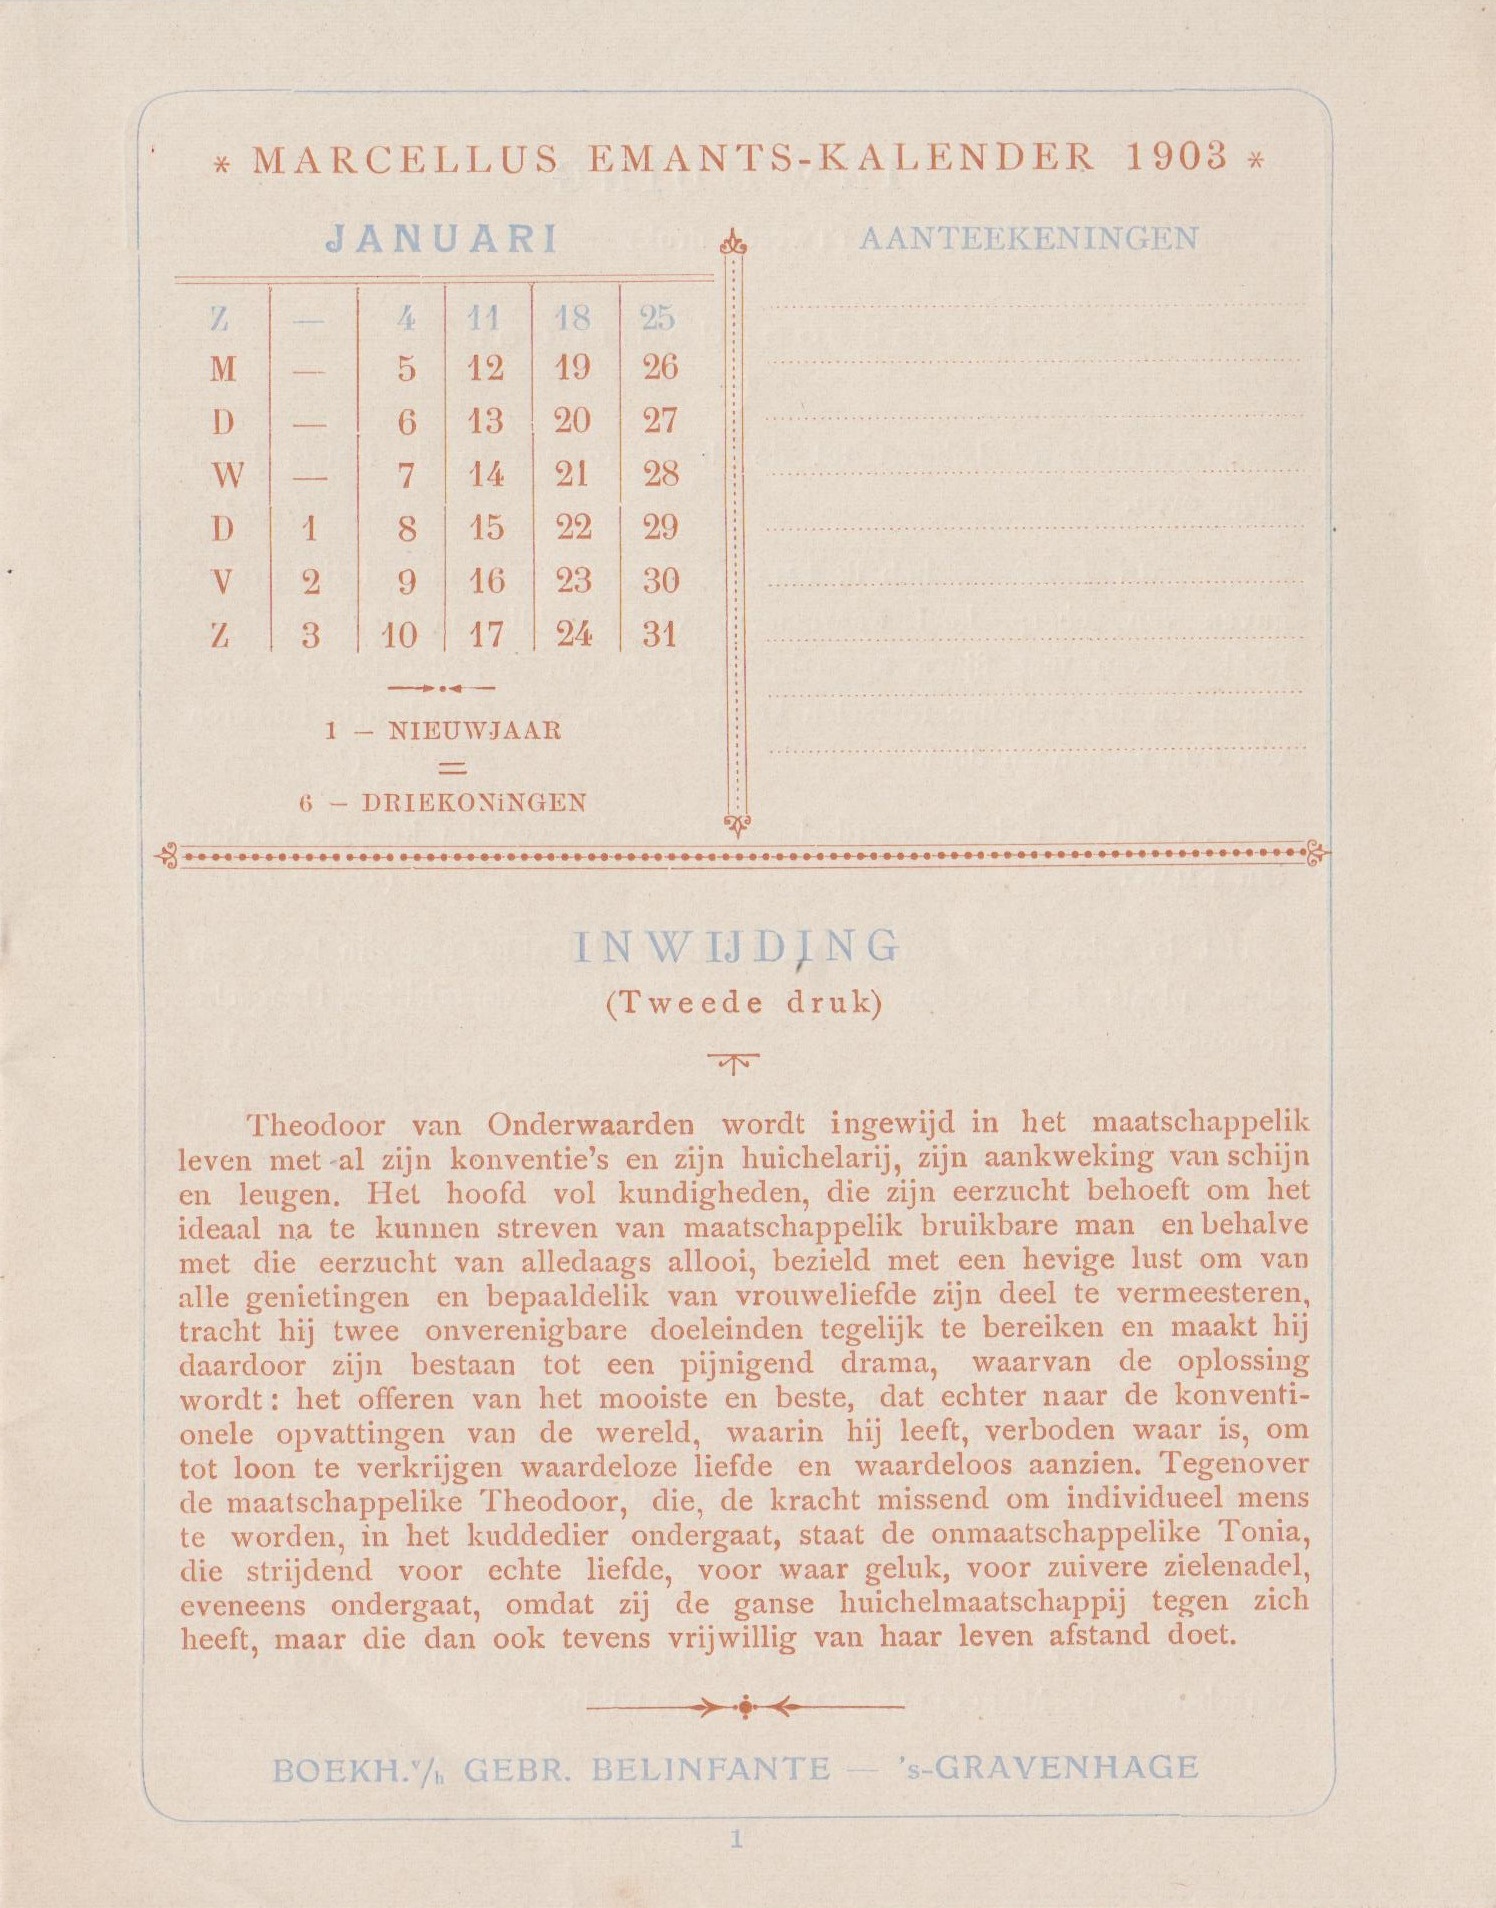 * MARCELLUS EMANTS-KALENDER 1903 *
JANUARI
Z — 4 11 18 25
M — 5 12 19 26
D — 6 13 20 27
W — 7 14 21 28
D 1 8 15 22 29
V 2 9 16 23 30
Z 3 10 17 24 31
1 — NIEUWJAAR
6 — DRIEKONiNGEN
AANTEEKENINGEN
INWIJDING
(Tweede druk)
Theodoor van Onderwaarden wordt ingewijd in het maatschappelik
leven met al zijn konventie's en zijn huichelarij, zijn aankweking van schijn
en leugen. Het hoofd vol kundigheden, die zijn eerzucht behoeft om het
ideaal na te kunnen streven van maatschappelik bruikbare man en behalve
met die eerzucht van alledaags allooi, bezield met een hevige lust om van
alle genietingen en bepaaldelik van vrouweliefde zijn deel te vermeesteren,
tracht hij twee onverenigbare doeleinden tegelijk te bereiken en maakt hij
daardoor zijn bestaan tot een pijnigend drama, waarvan de oplossing
wordt: het offeren van het mooiste en beste, dat echter naar de konventi-
onele opvattingen van de wereld, waarin hij leeft, verboden waar is, om
tot loon te verkrijgen waardeloze liefde en waardeloos aanzien. Tegenover
de maatschappelike Theodoor, die, de kracht missend om individueel mens
te worden, in het kuddedier ondergaat, staat de onmaatschappelike Tonia,
die strijdend voor echte liefde, voor waar geluk, voor zuivere zielenadel,
eveneens ondergaat, omdat zij de ganse huichelmaatschappij tegen zich
heeft, maar die dan ook tevens vrijwillig van haar leven afstand doet.
BOEKH. v/h GEBR. BELINFANTE — 's-GRAVENHAGE
1